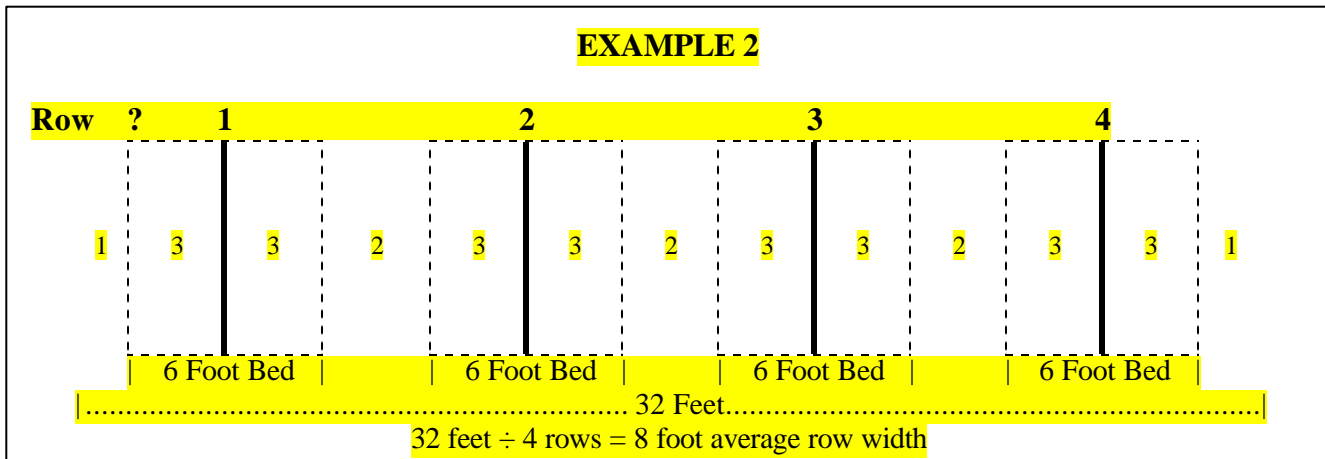 EXAMPLE 2
Row ? 1 2 3 4
1 3 3 2 3 3 2 3 3 2 3 3 1
| 6 Foot Bed | | 6 Foot Bed | | 6 Foot Bed | | 6 Foot Bed |
|................................................................. 32 Feet................................................................|
32 feet ÷ 4 rows = 8 foot average row width